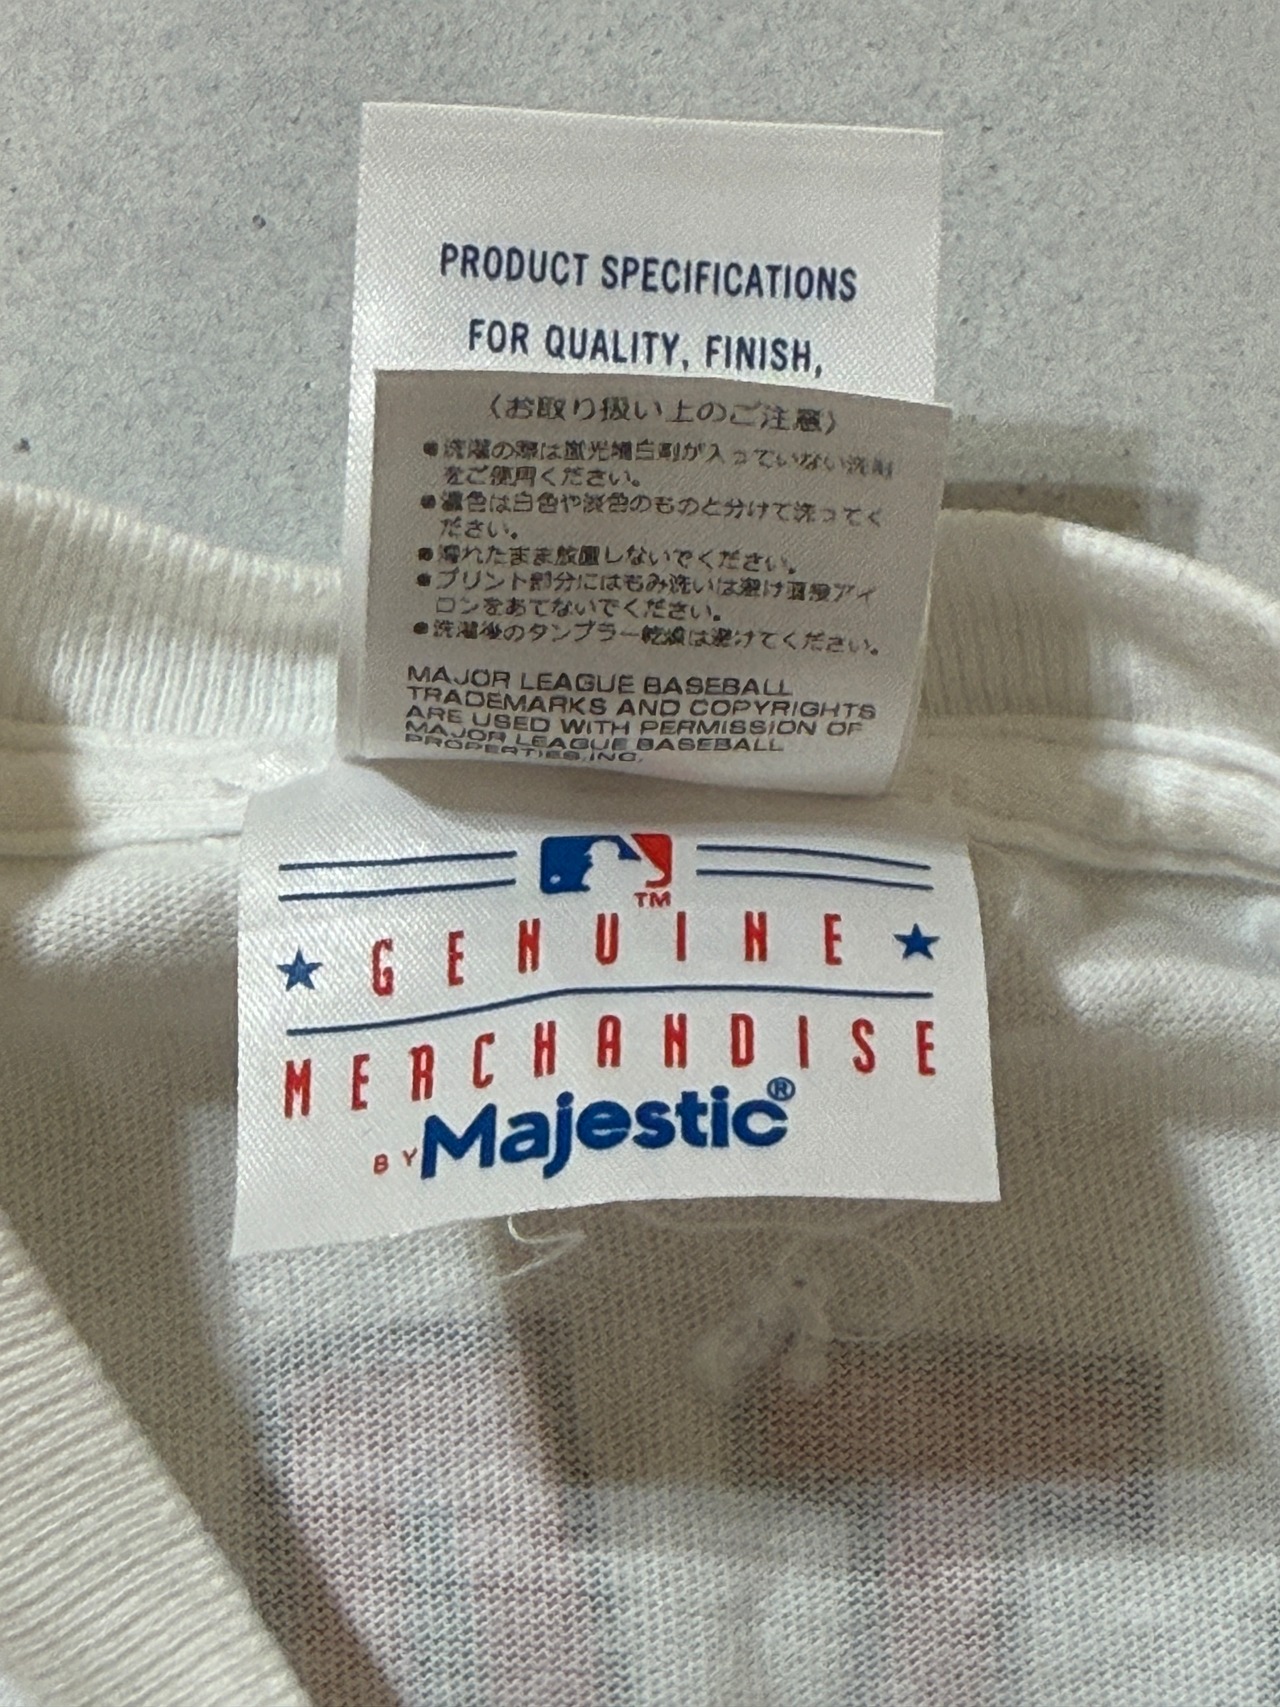 PRODUCT SPECIFICATIONS
FOR QUALITY, FINISH,
〈お取り扱い上のご注意〉
●洗濯の際は蛍光増白剤が入っていない洗剤
をご使用ください。
●濃色は白色や淡色のものと分けて洗ってく
ださい。
●濡れたまま放置しないでください。
●プリント部分にはもみ洗いは避け直接アイ
ロンをあてないでください。
●洗濯後のタンブラー乾燥は避けてください。
MAJOR LEAGUE BASEBALL
TRADEMARKS AND COPYRIGHTS
ARE USED WITH PERMISSION OF
MAJOR LEAGUE BASEBALL
PROPERTIES,INC.
TM
GENUINE
MERCHANDISE
BY Majestic®